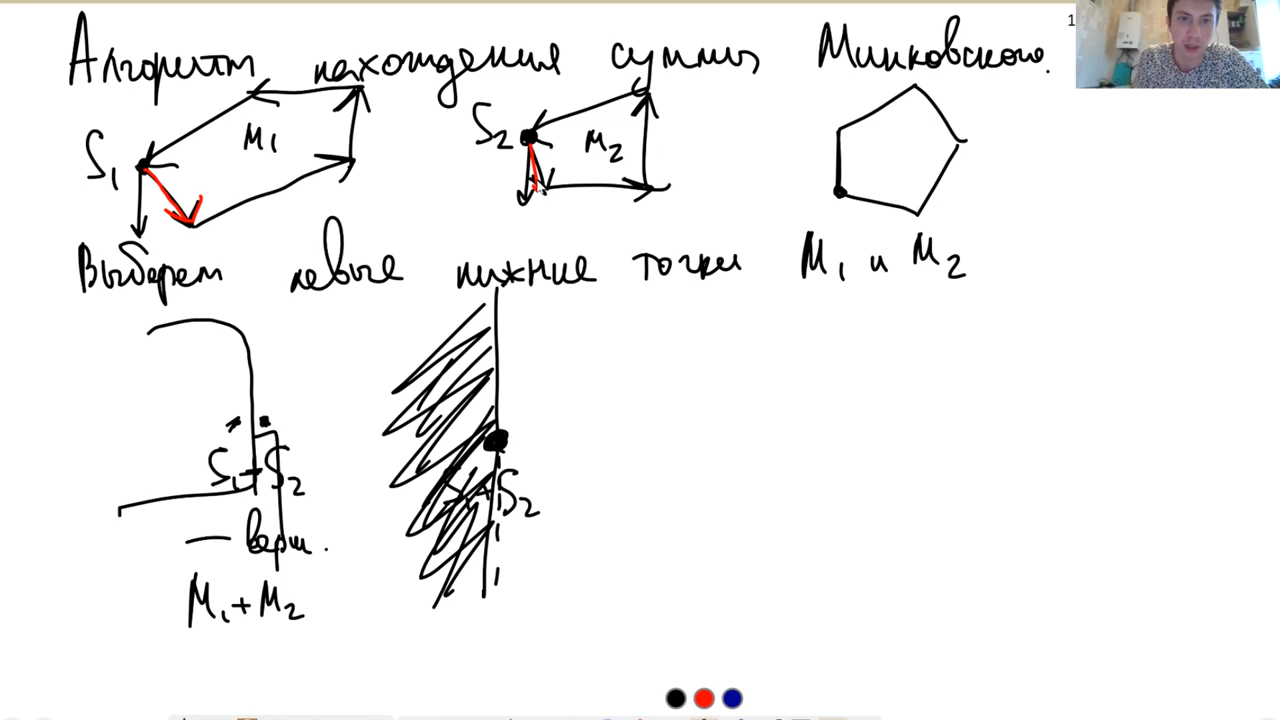 Алгоритм нахождения суммы Минковского.
S₁ M₁ S₂ M₂
Выберем левые нижние точки M₁ и M₂
S₁+S₂
— верш.
M₁+M₂
S₂
1